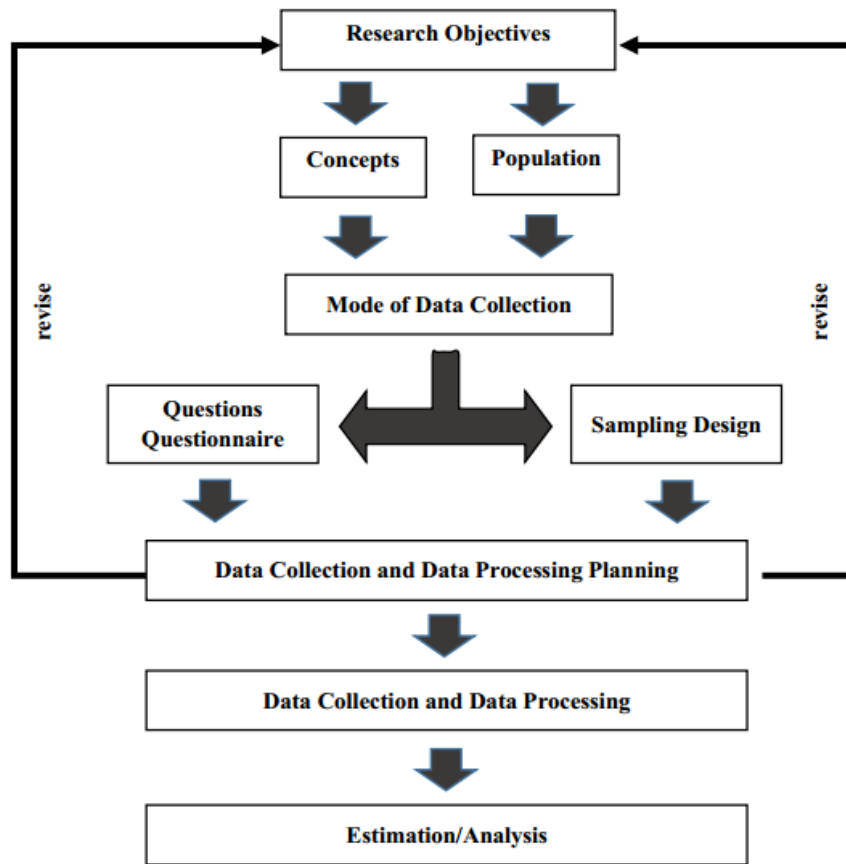 Research Objectives
Concepts
Population
Mode of Data Collection
revise
revise
Questions
Questionnaire
Sampling Design
Data Collection and Data Processing Planning
Data Collection and Data Processing
Estimation/Analysis